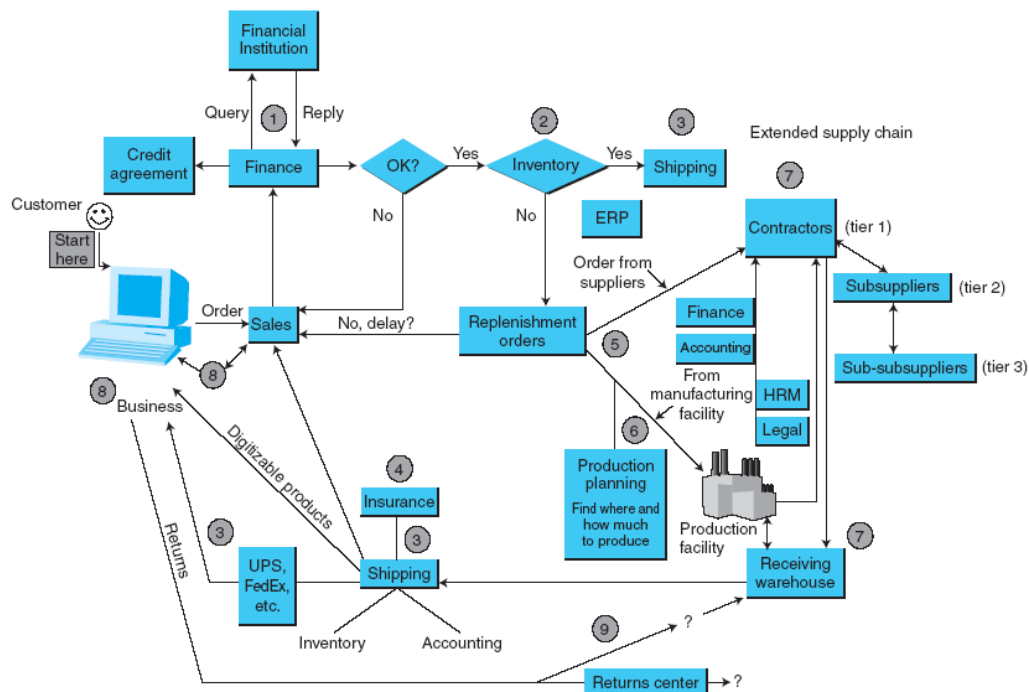 Financial
Institution
Query
1
Reply
2
3
Extended supply chain
Credit
agreement
Finance
OK?
Yes
Inventory
Yes
Shipping
7
Customer
No
No
ERP
Contractors
(tier 1)
Start
here
Order from
suppliers
Subsuppliers
(tier 2)
Order
Sales
No, delay?
Replenishment
orders
Finance
5
Accounting
Sub-subsuppliers
(tier 3)
8
8
Business
From
manufacturing
facility
HRM
Legal
6
Digitizable products
4
Insurance
Production
planning
Find where and
how much
to produce
Production
facility
Returns
3
3
7
UPS,
FedEx,
etc.
Shipping
Receiving
warehouse
Inventory
Accounting
9
?
Returns center
?